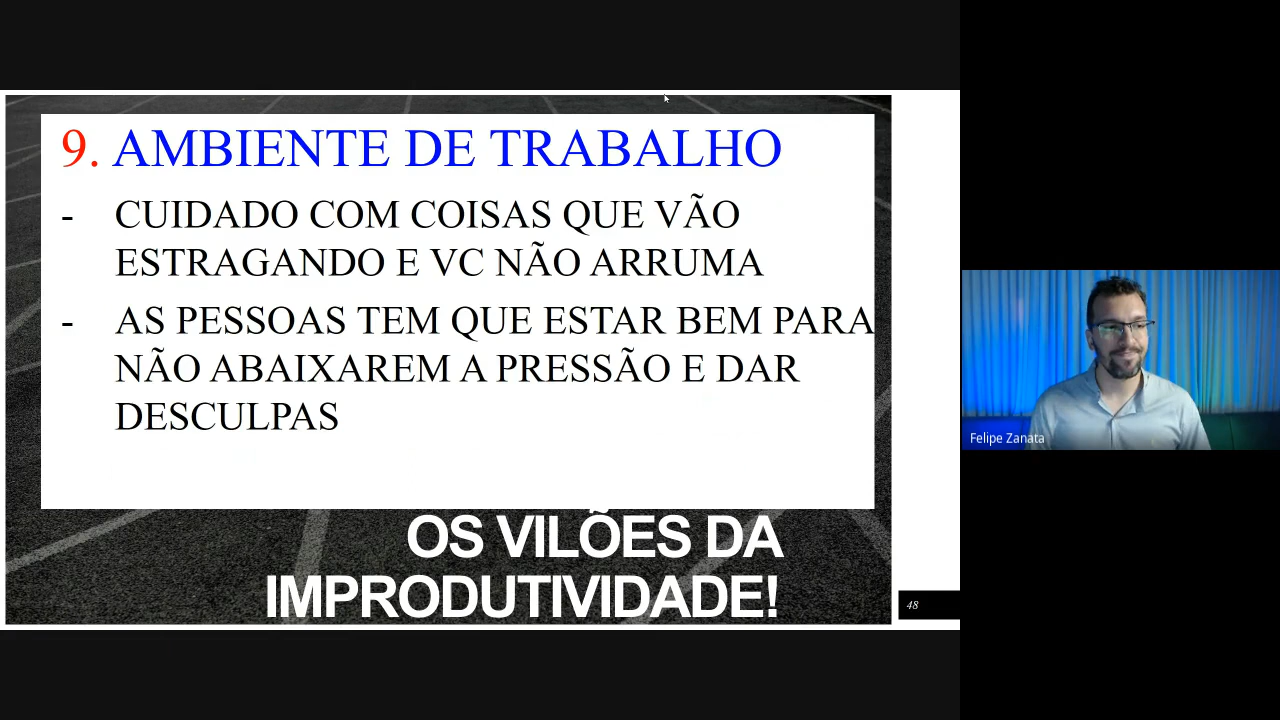 9. AMBIENTE DE TRABALHO
- CUIDADO COM COISAS QUE VÃO
ESTRAGANDO E VC NÃO ARRUMA
- AS PESSOAS TEM QUE ESTAR BEM PARA
NÃO ABAIXAREM A PRESSÃO E DAR
DESCULPAS
OS VILÕES DA
IMPRODUTIVIDADE!
48
Felipe Zanata